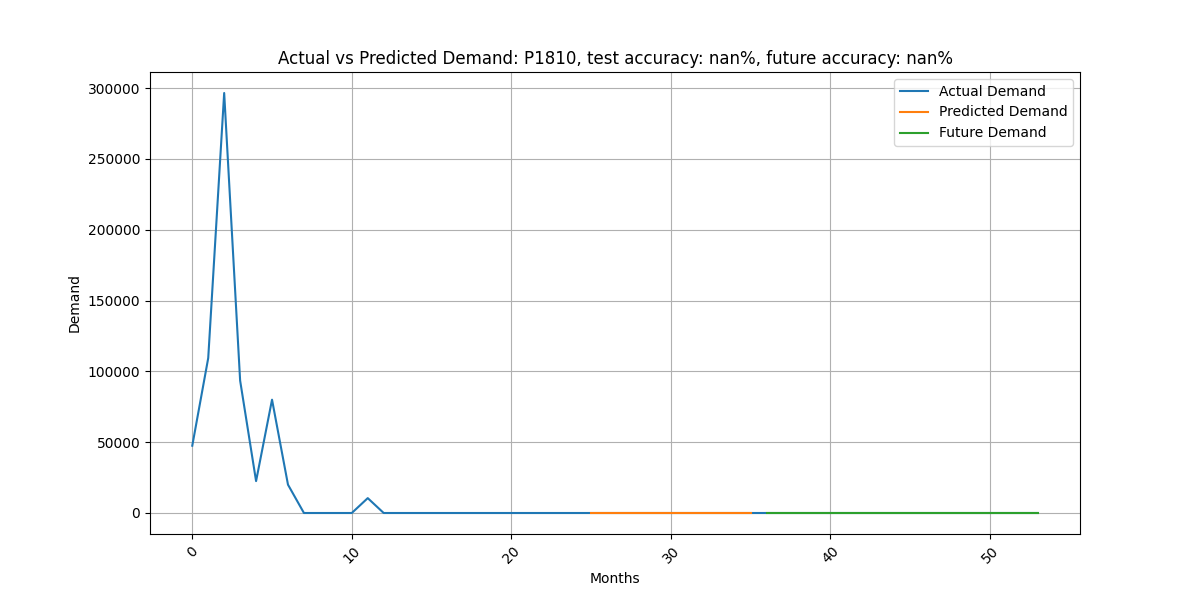 Actual vs Predicted Demand: P1810, test accuracy: nan%, future accuracy: nan%
300000
250000
200000
150000
100000
50000
0
Demand
Actual Demand
Predicted Demand
Future Demand
0
10
20
30
40
50
Months